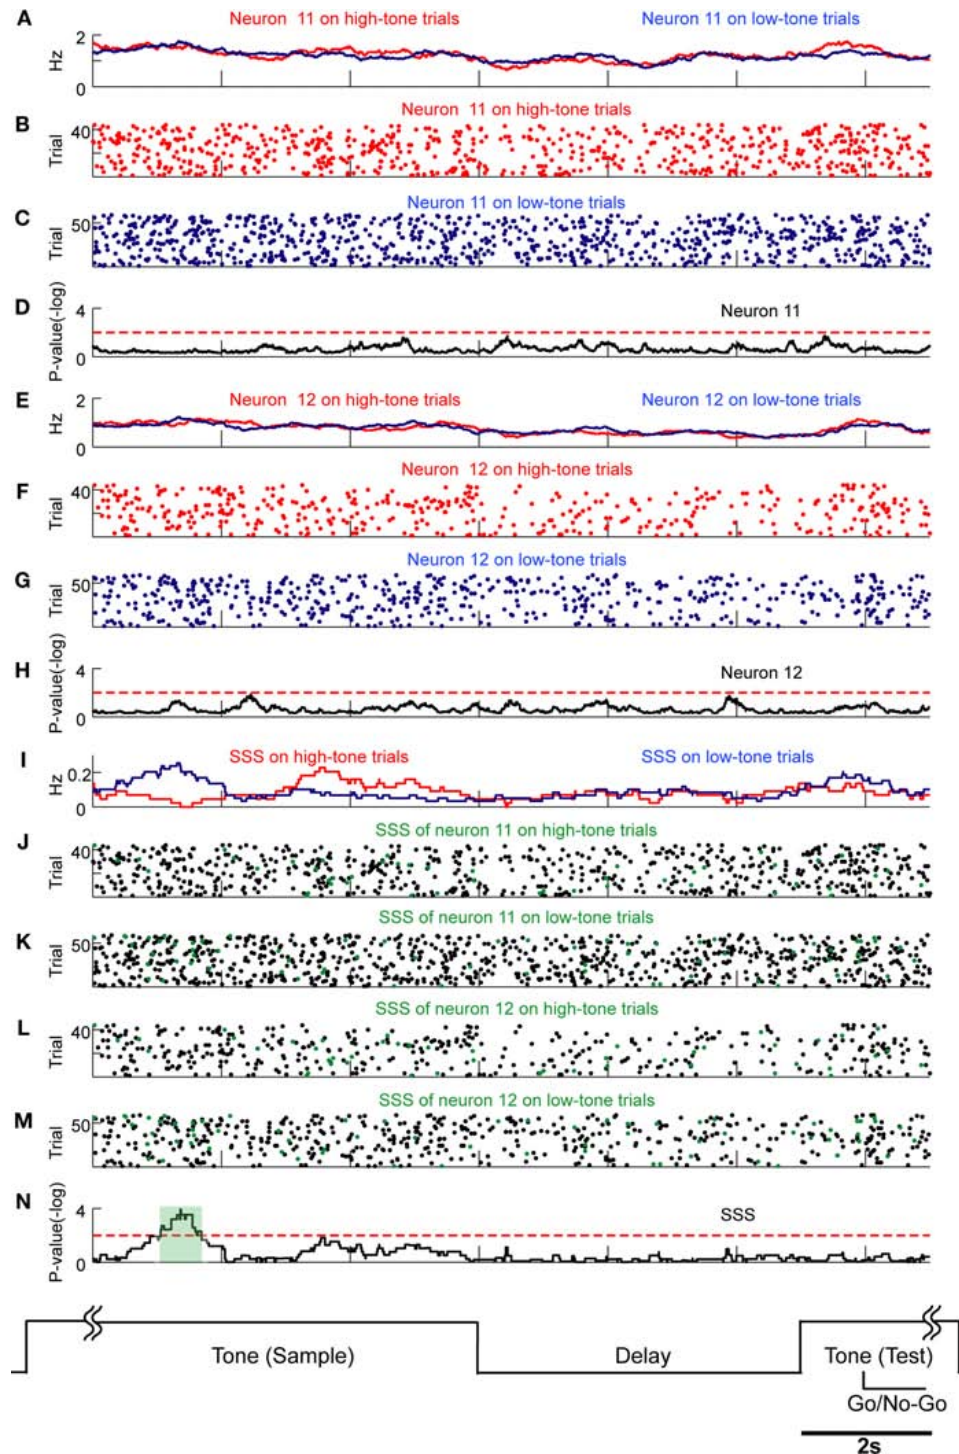 A
Neuron 11 on high-tone trials
Neuron 11 on low-tone trials
2
Hz
0
B
Neuron 11 on high-tone trials
40
Trial
C
Neuron 11 on low-tone trials
50
Trial
D
P-value(-log)
4
Neuron 11
0
E
Neuron 12 on high-tone trials
Neuron 12 on low-tone trials
2
Hz
0
F
Neuron 12 on high-tone trials
40
Trial
G
Neuron 12 on low-tone trials
50
Trial
H
P-value(-log)
4
Neuron 12
0
I
SSS on high-tone trials
SSS on low-tone trials
0.2
Hz
0
J
SSS of neuron 11 on high-tone trials
40
Trial
K
SSS of neuron 11 on low-tone trials
50
Trial
L
SSS of neuron 12 on high-tone trials
40
Trial
M
SSS of neuron 12 on low-tone trials
50
Trial
N
P-value(-log)
4
SSS
0
Tone (Sample)
Delay
Tone (Test)
Go/No-Go
2s